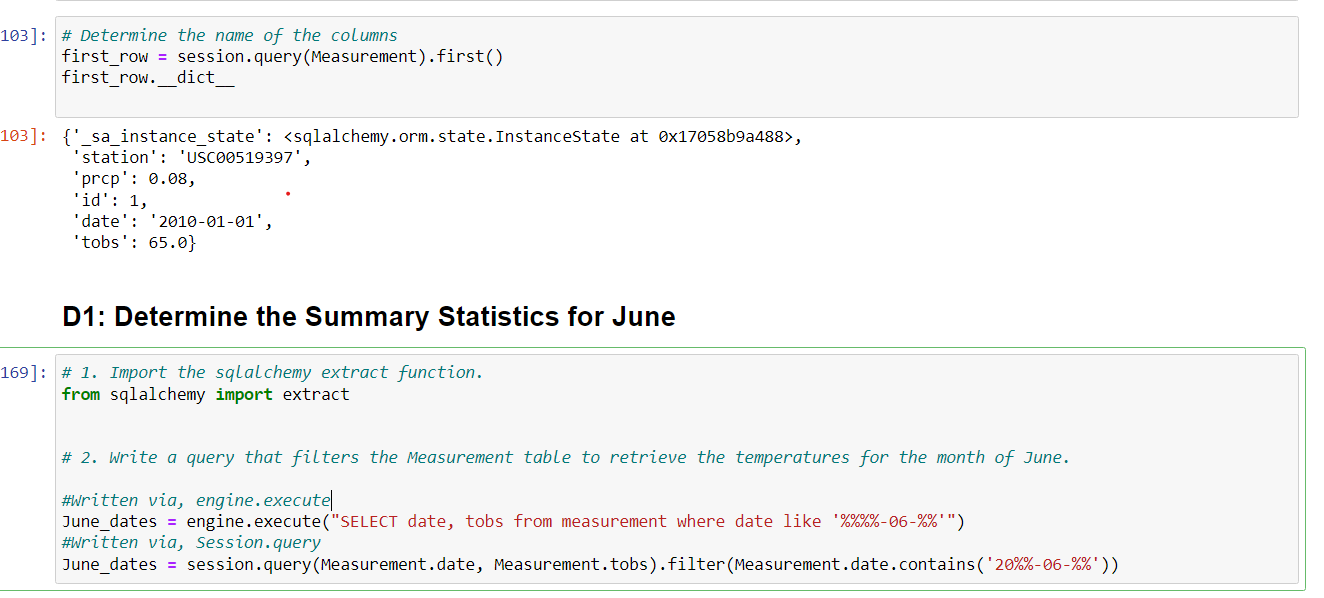 103]: # Determine the name of the columns
first_row = session.query(Measurement).first()
first_row.__dict__
103]: {'_sa_instance_state': <sqlalchemy.orm.state.InstanceState at 0x17058b9a488>,
'station': 'USC00519397',
'prcp': 0.08,
'id': 1,
'date': '2010-01-01',
'tobs': 65.0}
D1: Determine the Summary Statistics for June
169]: # 1. Import the sqlalchemy extract function.
from sqlalchemy import extract
# 2. Write a query that filters the Measurement table to retrieve the temperatures for the month of June.
#Written via, engine.execute
June_dates = engine.execute("SELECT date, tobs from measurement where date like '%%%%-06-%%'")
#Written via, Session.query
June_dates = session.query(Measurement.date, Measurement.tobs).filter(Measurement.date.contains('20%%-06-%%'))